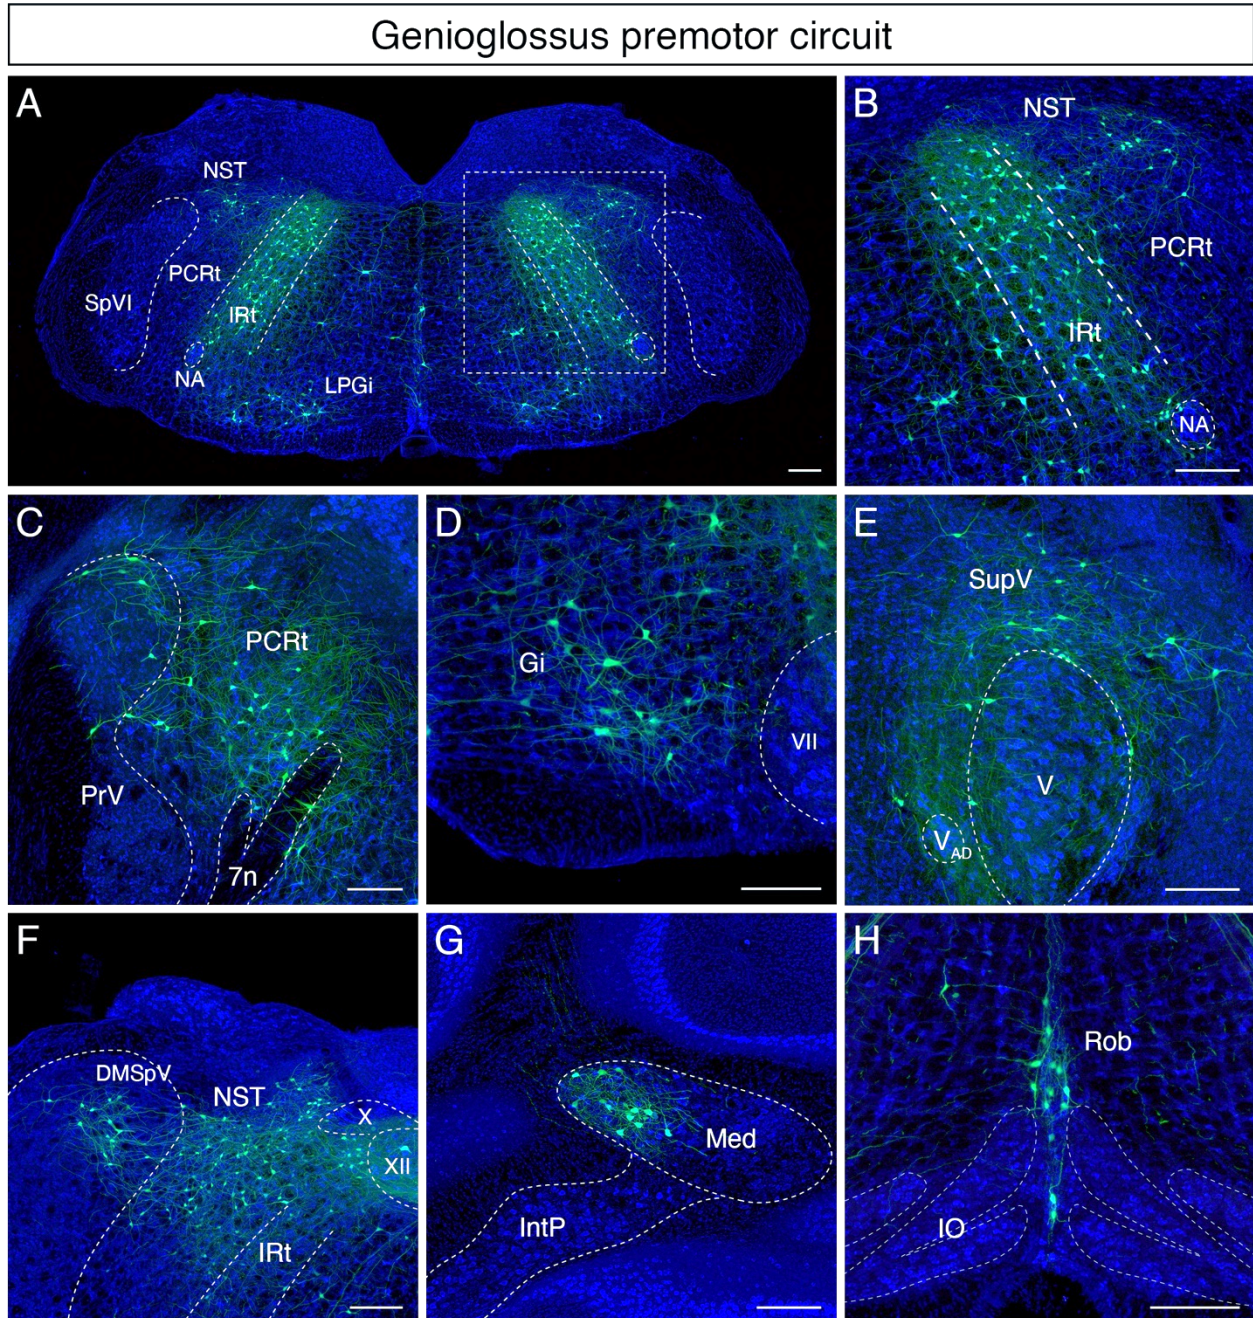 Genioglossus premotor circuit
A
NST
PCRt
SpVI
IRt
NA
LPGi
B
NST
PCRt
IRt
NA
C
PCRt
PrV
7n
D
Gi
VII
E
SupV
V
VAD
F
DMSpV
NST
X
XII
IRt
G
Med
IntP
H
Rob
IO